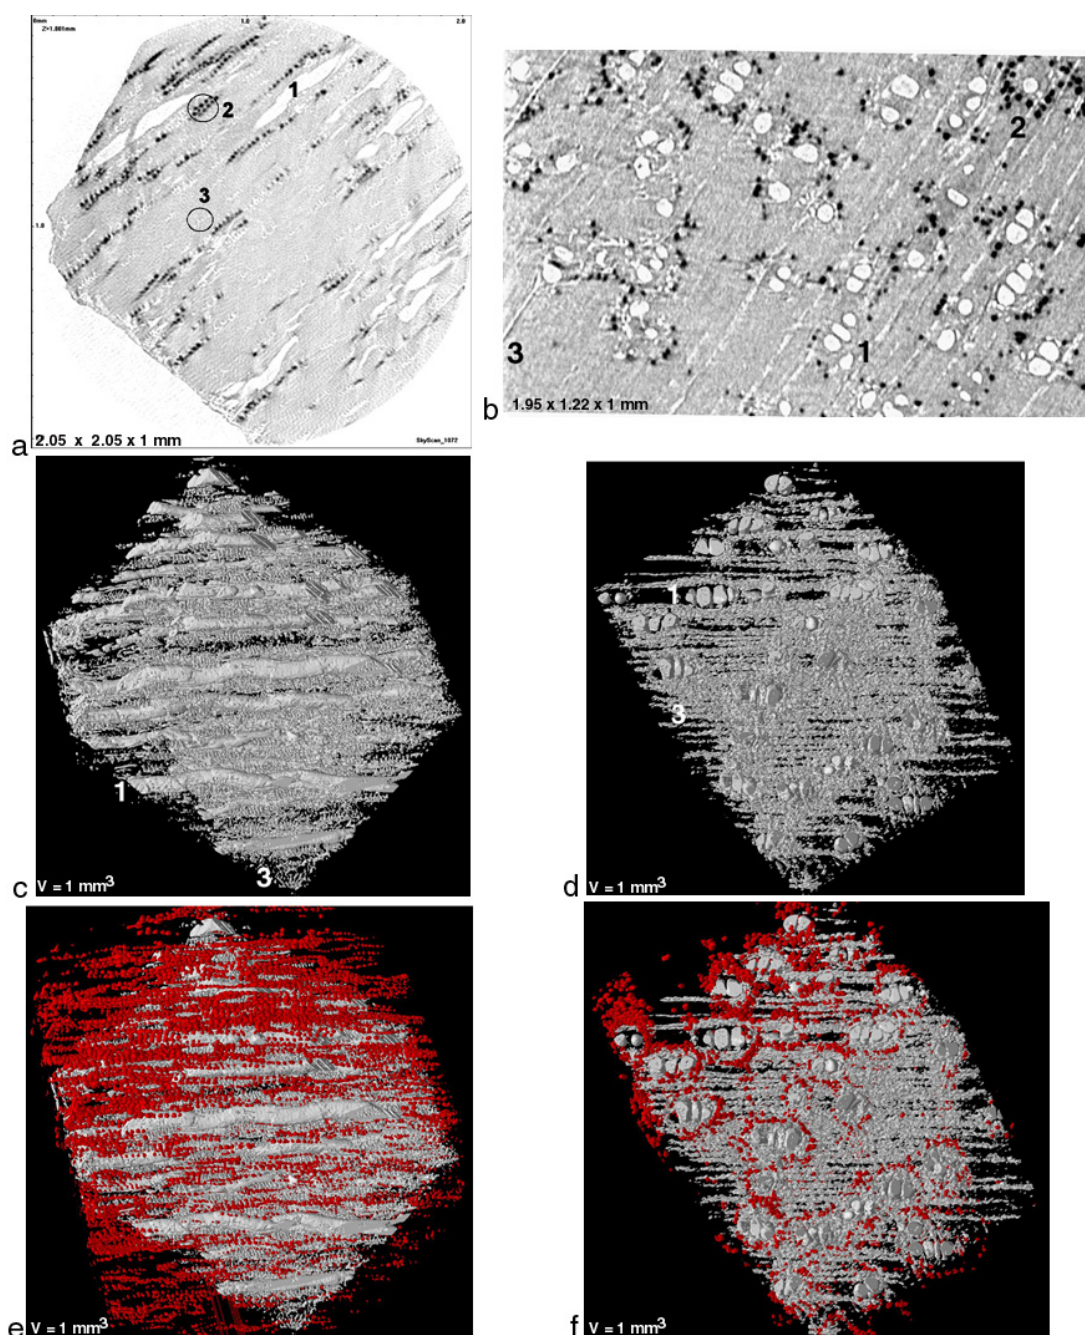 0mm 1.0 2.0
Z=1.001mm
1
2
3
1.0
2.05 x 2.05 x 1 mm
SkyScan_1072
a
2
1
3
1.95 x 1.22 x 1 mm
b
1
3
V = 1 mm3
c
1
3
V = 1 mm3
d
V = 1 mm3
e
V = 1 mm3
f